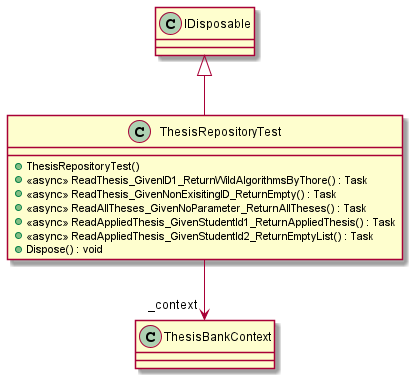 C IDisposable
C ThesisRepositoryTest
ThesisRepositoryTest()
«async» ReadThesis_GivenID1_ReturnWildAlgorithmsByThore() : Task
«async» ReadThesis_GivenNonExisitingID_ReturnEmpty() : Task
«async» ReadAllTheses_GivenNoParameter_ReturnAllTheses() : Task
«async» ReadAppliedThesis_GivenStudentId1_ReturnAppliedThesis() : Task
«async» ReadAppliedThesis_GivenStudentId2_ReturnEmptyList() : Task
Dispose() : void
_context
C ThesisBankContext